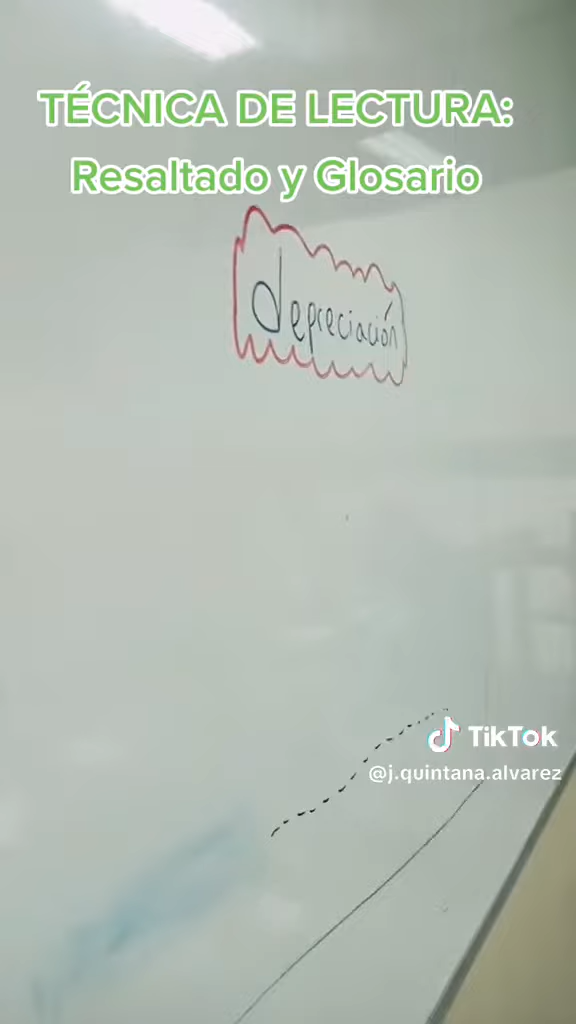 TÉCNICA DE LECTURA:
Resaltado y Glosario
depreciación
TikTok
@j.quintana.alvarez